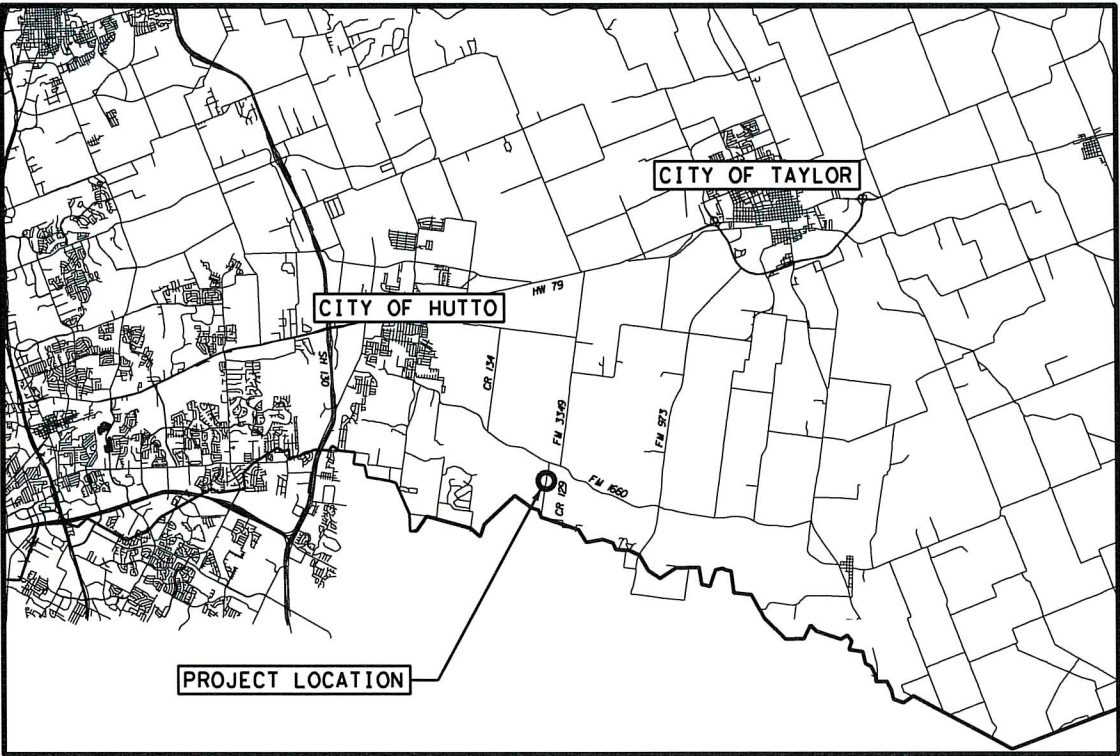 CITY OF TAYLOR
HW 79
CITY OF HUTTO
SH 130
CR 134
FM 3349
FM 973
FM 1660
CR 129
PROJECT LOCATION